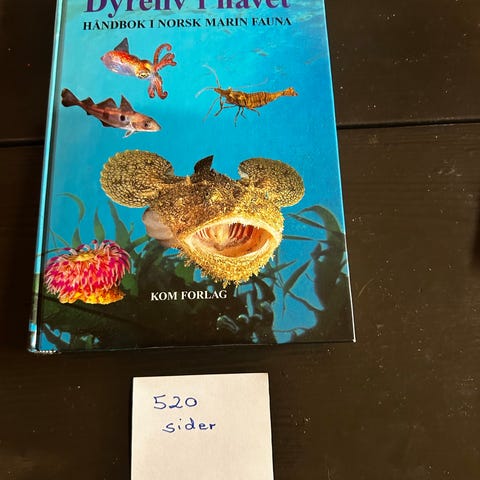 Dyreliv i havet
HÅNDBOK I NORSK MARIN FAUNA
KOM FORLAG
520
sider